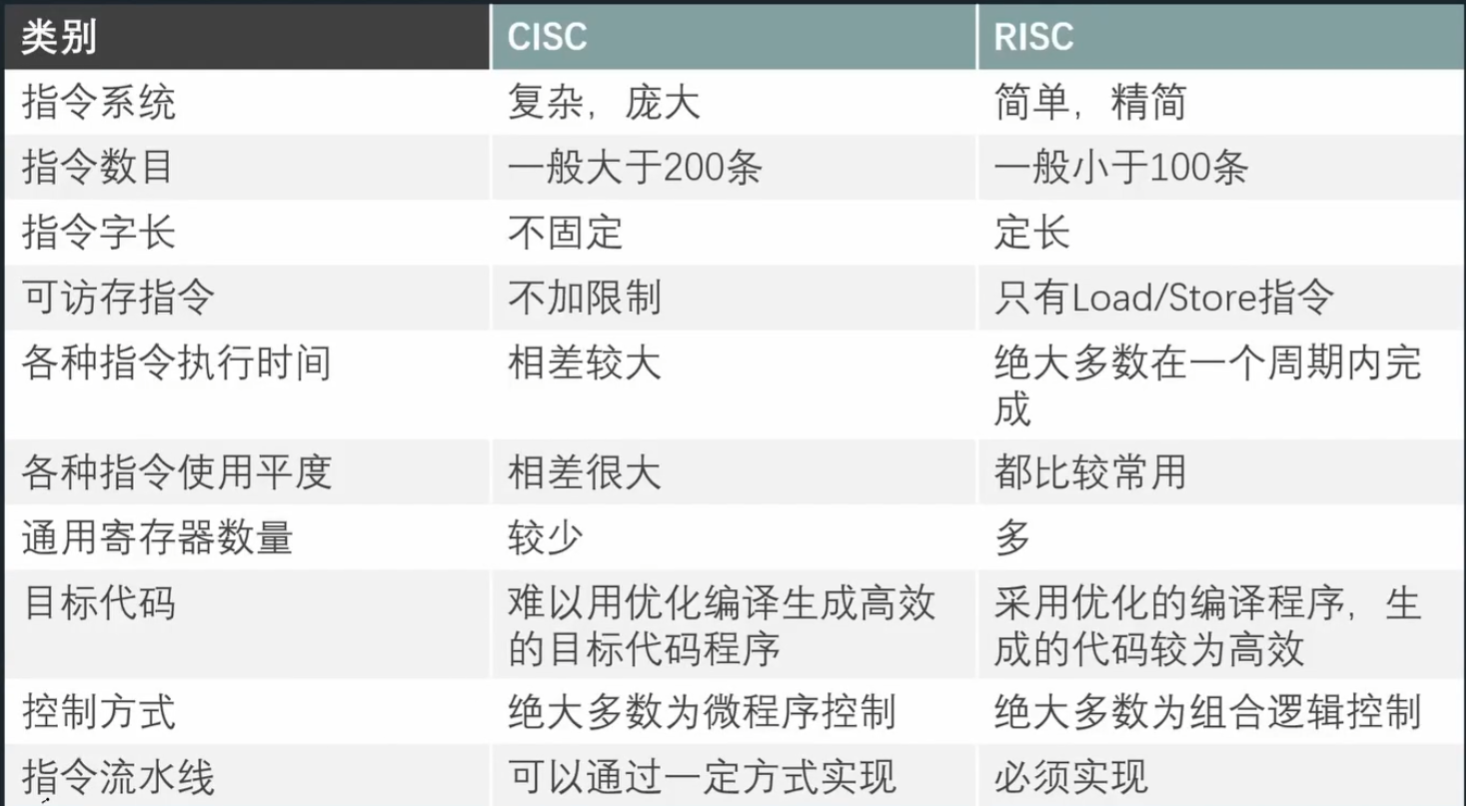 类别 CISC RISC
指令系统 复杂，庞大 简单，精简
指令数目 一般大于200条 一般小于100条
指令字长 不固定 定长
可访存指令 不加限制 只有Load/Store指令
各种指令执行时间 相差较大 绝大多数在一个周期内完
成
各种指令使用平度 相差很大 都比较常用
通用寄存器数量 较少 多
目标代码 难以用优化编译生成高效 采用优化的编译程序，生
的目标代码程序 成的代码较为高效
控制方式 绝大多数为微程序控制 绝大多数为组合逻辑控制
指令流水线 可以通过一定方式实现 必须实现